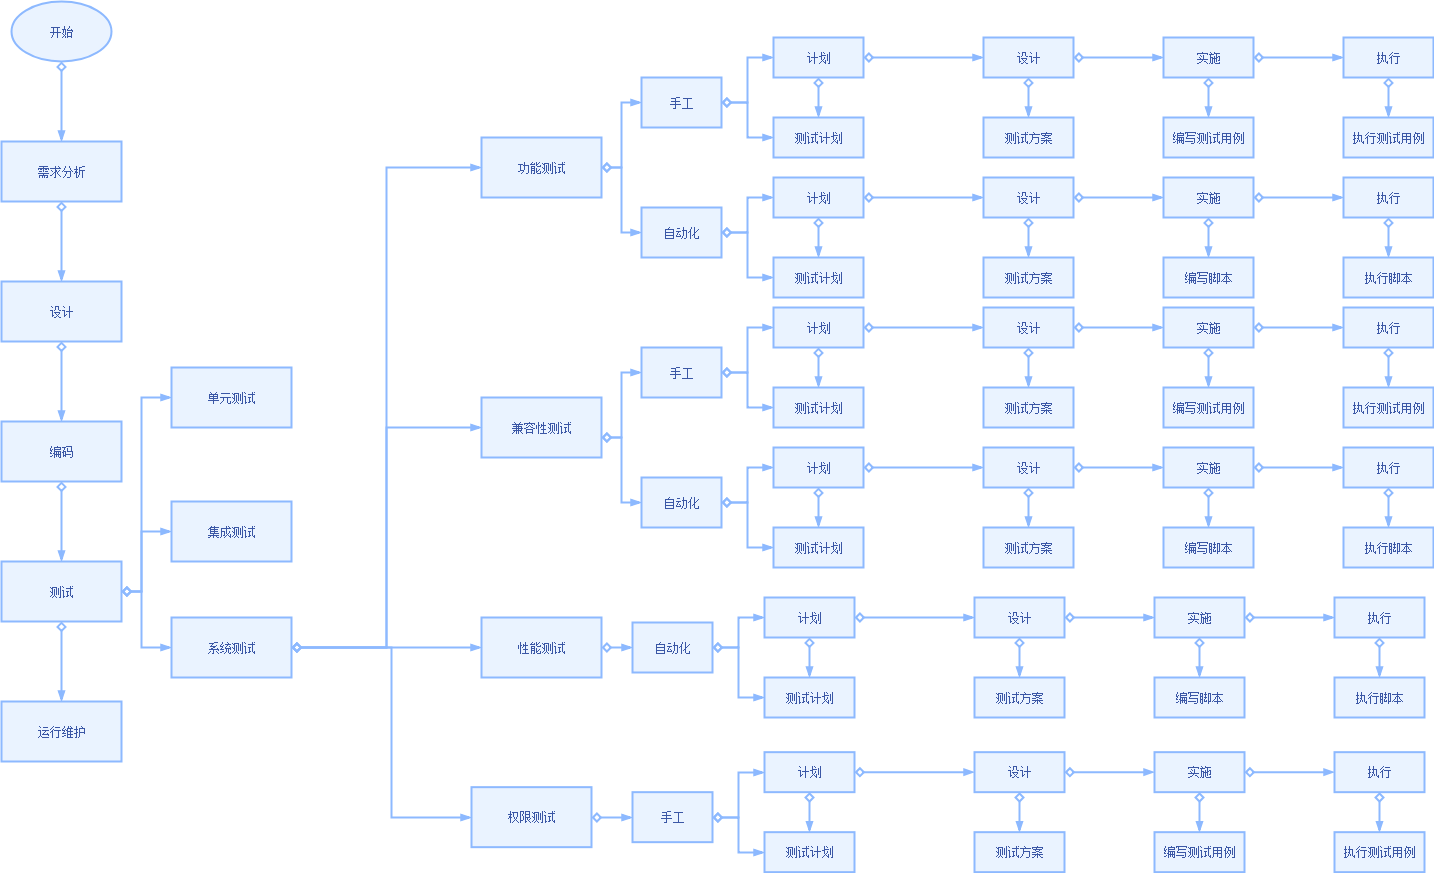 开始
需求分析
设计
编码
测试
运行维护
单元测试
集成测试
系统测试
功能测试
手工
计划
设计
实施
执行
测试计划
测试方案
编写测试用例
执行测试用例
自动化
计划
设计
实施
执行
测试计划
测试方案
编写脚本
执行脚本
兼容性测试
手工
计划
设计
实施
执行
测试计划
测试方案
编写测试用例
执行测试用例
自动化
计划
设计
实施
执行
测试计划
测试方案
编写脚本
执行脚本
性能测试
自动化
计划
设计
实施
执行
测试计划
测试方案
编写脚本
执行脚本
权限测试
手工
计划
设计
实施
执行
测试计划
测试方案
编写测试用例
执行测试用例